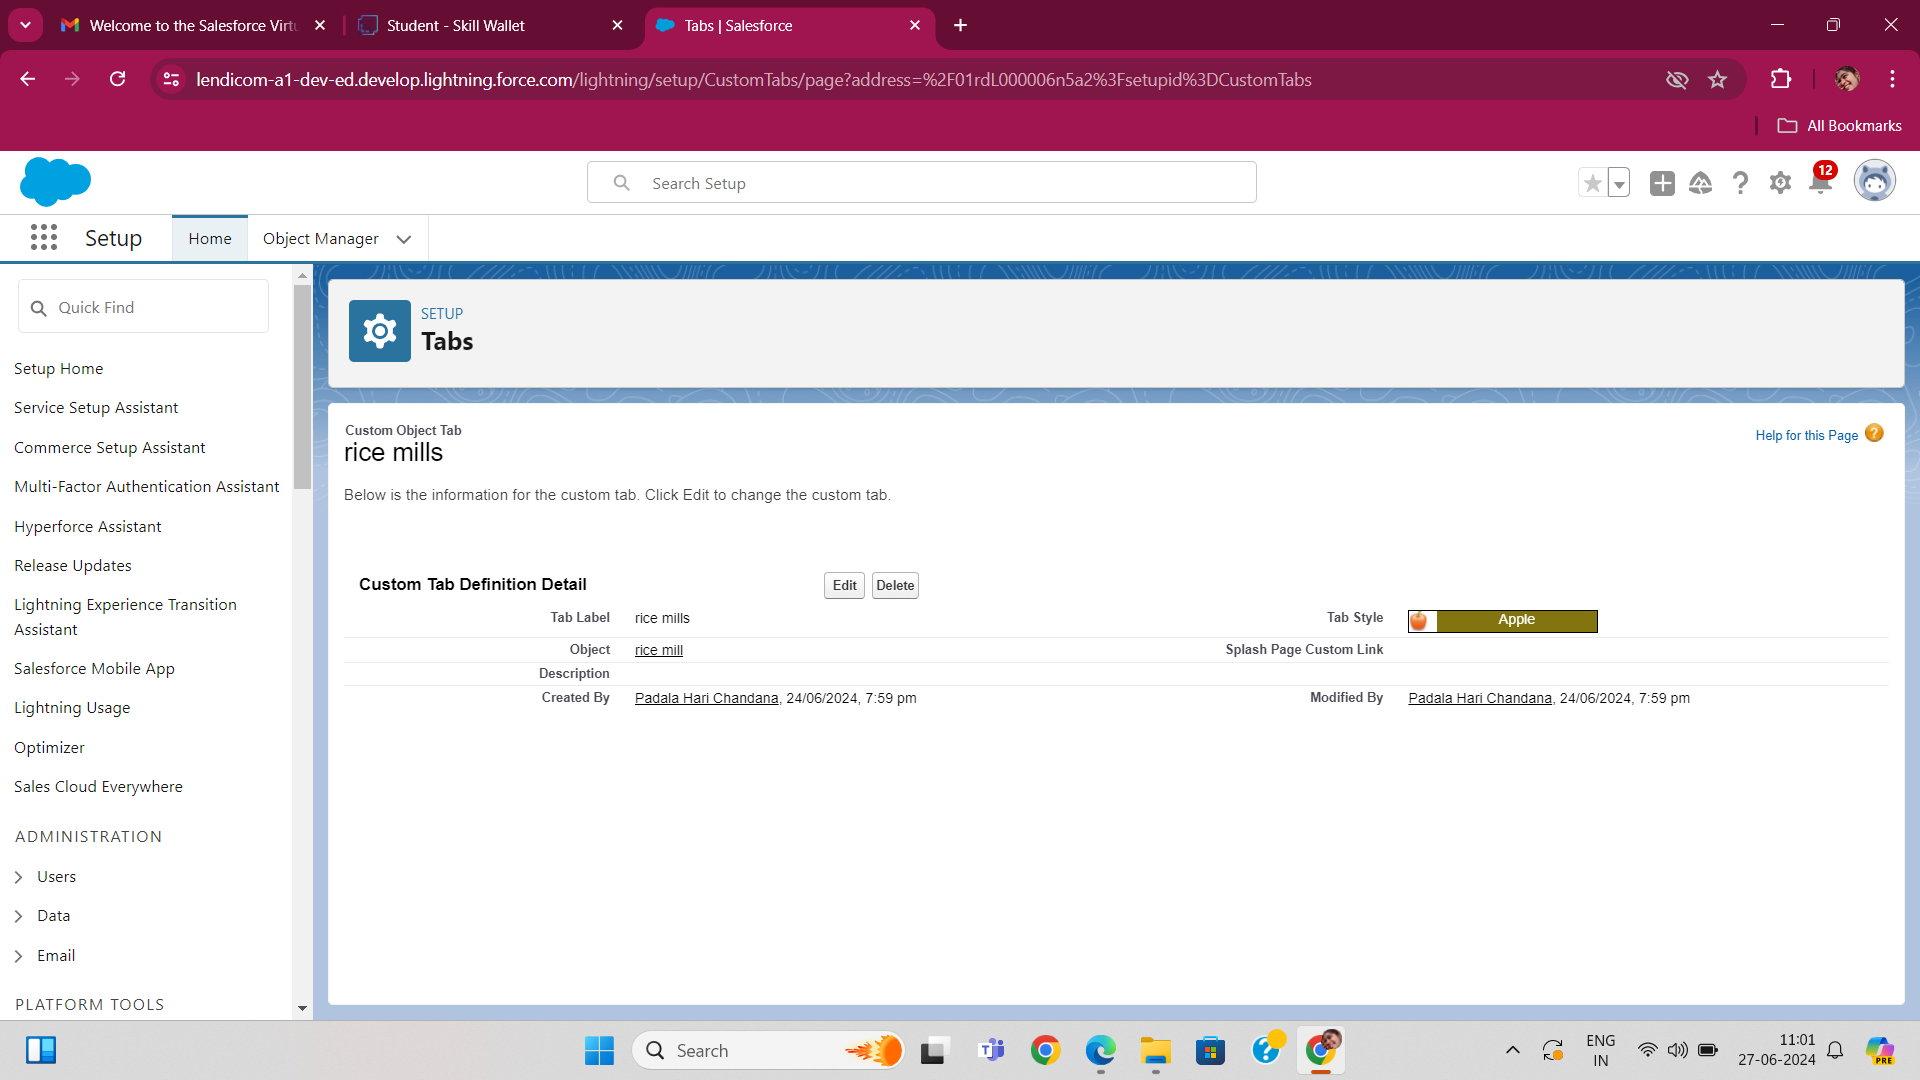 Welcome to the Salesforce Virtu
Student - Skill Wallet
Tabs | Salesforce
lendicom-a1-dev-ed.develop.lightning.force.com/lightning/setup/CustomTabs/page?address=%2F01rdL000006n5a2%3Fsetupid%3DCustomTabs
All Bookmarks
Search Setup
12
Setup
Home
Object Manager
Quick Find
Setup Home
Service Setup Assistant
Commerce Setup Assistant
Multi-Factor Authentication Assistant
Hyperforce Assistant
Release Updates
Lightning Experience Transition
Assistant
Salesforce Mobile App
Lightning Usage
Optimizer
Sales Cloud Everywhere
ADMINISTRATION
Users
Data
Email
PLATFORM TOOLS
SETUP
Tabs
Custom Object Tab
rice mills
Help for this Page
Below is the information for the custom tab. Click Edit to change the custom tab.
Custom Tab Definition Detail
Edit
Delete
Tab Label rice mills
Tab Style Apple
Object rice mill
Splash Page Custom Link
Description
Created By Padala Hari Chandana, 24/06/2024, 7:59 pm
Modified By Padala Hari Chandana, 24/06/2024, 7:59 pm
Search
ENG
IN
11:01
27-06-2024
PRE